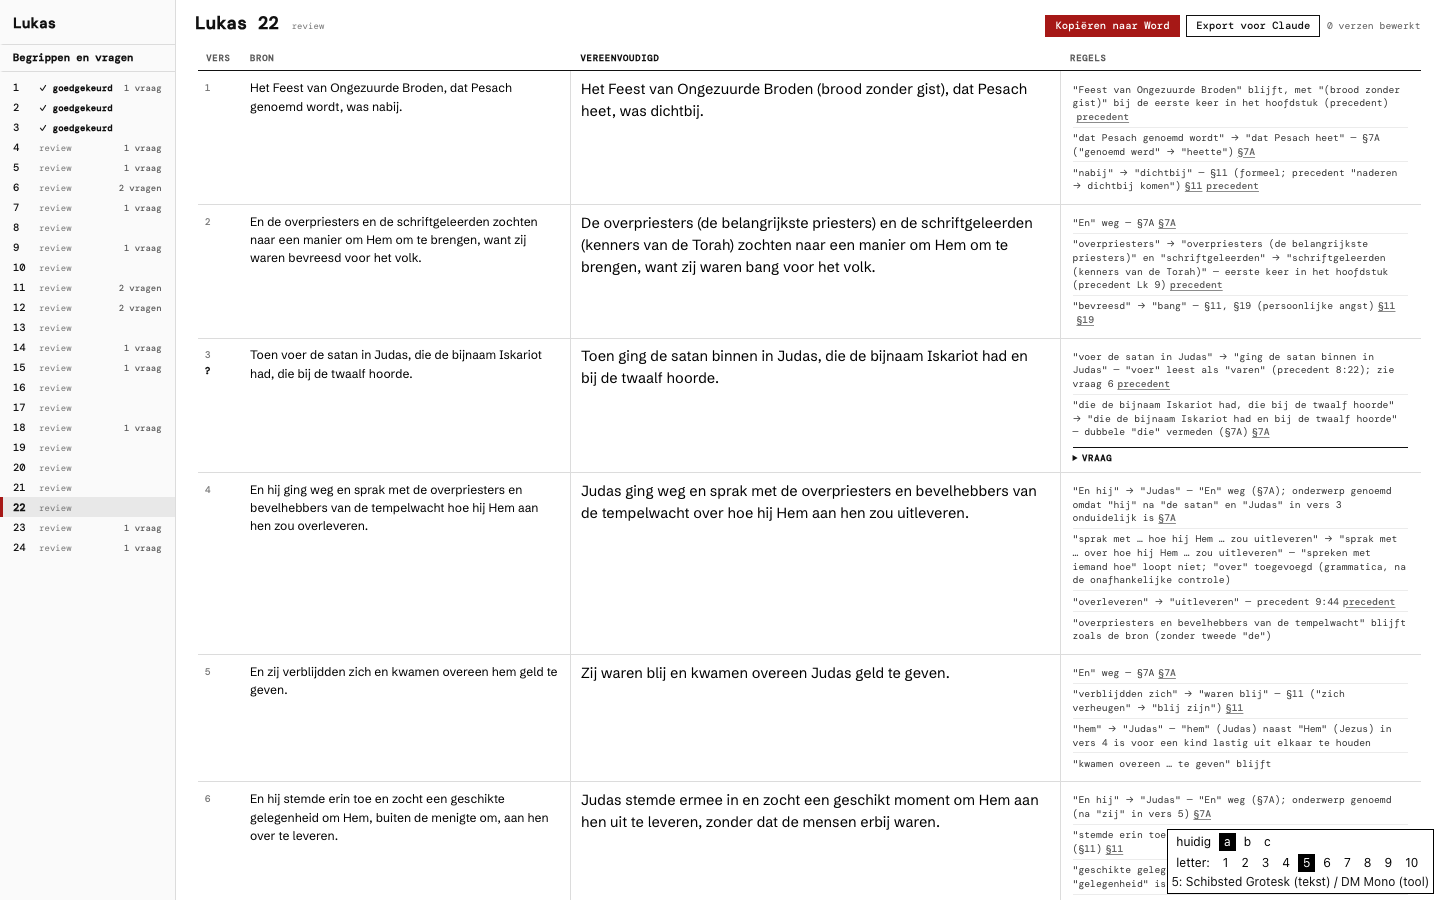 Lukas
Begrippen en vragen
1 ✓ goedgekeurd 1 vraag
2 ✓ goedgekeurd
3 ✓ goedgekeurd
4 review 1 vraag
5 review 1 vraag
6 review 2 vragen
7 review 1 vraag
8 review
9 review 1 vraag
10 review
11 review 2 vragen
12 review 2 vragen
13 review
14 review 1 vraag
15 review 1 vraag
16 review
17 review
18 review 1 vraag
19 review
20 review
21 review
22 review
23 review 1 vraag
24 review 1 vraag
Lukas 22 review
Kopiëren naar Word Export voor Claude 0 verzen bewerkt
VERS BRON VEREENVOUDIGD REGELS
1
Het Feest van Ongezuurde Broden, dat Pesach
genoemd wordt, was nabij.
Het Feest van Ongezuurde Broden (brood zonder gist), dat Pesach
heet, was dichtbij.
"Feest van Ongezuurde Broden" blijft, met "(brood zonder
gist)" bij de eerste keer in het hoofdstuk (precedent)
precedent
"dat Pesach genoemd wordt" → "dat Pesach heet" — §7A
("genoemd werd" → "heette") §7A
"nabij" → "dichtbij" — §11 (formeel; precedent "naderen
→ dichtbij komen") §11 precedent
2
En de overpriesters en de schriftgeleerden zochten
naar een manier om Hem om te brengen, want zij
waren bevreesd voor het volk.
De overpriesters (de belangrijkste priesters) en de schriftgeleerden
(kenners van de Torah) zochten naar een manier om Hem om te
brengen, want zij waren bang voor het volk.
"En" weg — §7A §7A
"overpriesters" → "overpriesters (de belangrijkste
priesters)" en "schriftgeleerden" → "schriftgeleerden
(kenners van de Torah)" — eerste keer in het hoofdstuk
(precedent Lk 9) precedent
"bevreesd" → "bang" — §11, §19 (persoonlijke angst) §11
§19
3
?
Toen voer de satan in Judas, die de bijnaam Iskariot
had, die bij de twaalf hoorde.
Toen ging de satan binnen in Judas, die de bijnaam Iskariot had en
bij de twaalf hoorde.
"voer de satan in Judas" → "ging de satan binnen in
Judas" — "voer" leest als "varen" (precedent 8:22); zie
vraag 6 precedent
"die de bijnaam Iskariot had, die bij de twaalf hoorde"
→ "die de bijnaam Iskariot had en bij de twaalf hoorde"
— dubbele "die" vermeden (§7A) §7A
▸ VRAAG
4
En hij ging weg en sprak met de overpriesters en
bevelhebbers van de tempelwacht hoe hij Hem aan
hen zou overleveren.
Judas ging weg en sprak met de overpriesters en bevelhebbers van
de tempelwacht over hoe hij Hem aan hen zou uitleveren.
"En hij" → "Judas" — "En" weg (§7A); onderwerp genoemd
omdat "hij" na "de satan" en "Judas" in vers 3
onduidelijk is §7A
"sprak met … hoe hij Hem … zou uitleveren" → "sprak met
… over hoe hij Hem … zou uitleveren" — "spreken met
iemand hoe" loopt niet; "over" toegevoegd (grammatica, na
de onafhankelijke controle)
"overleveren" → "uitleveren" — precedent 9:44 precedent
"overpriesters en bevelhebbers van de tempelwacht" blijft
zoals de bron (zonder tweede "de")
5
En zij verblijdden zich en kwamen overeen hem geld te
geven.
Zij waren blij en kwamen overeen Judas geld te geven.
"En" weg — §7A §7A
"verblijdden zich" → "waren blij" — §11 ("zich
verheugen" → "blij zijn") §11
"hem" → "Judas" — "hem" (Judas) naast "Hem" (Jezus) in
vers 4 is voor een kind lastig uit elkaar te houden
"kwamen overeen … te geven" blijft
6
En hij stemde erin toe en zocht een geschikte
gelegenheid om Hem, buiten de menigte om, aan hen
over te leveren.
Judas stemde ermee in en zocht een geschikt moment om Hem aan
hen uit te leveren, zonder dat de mensen erbij waren.
"En hij" → "Judas" — "En" weg (§7A); onderwerp genoemd
(na "zij" in vers 5) §7A
"stemde erin toe
(§11) §11
"geschikte geleg
"gelegenheid" is
huidig a b c
letter: 1 2 3 4 5 6 7 8 9 10
5: Schibsted Grotesk (tekst) / DM Mono (tool)